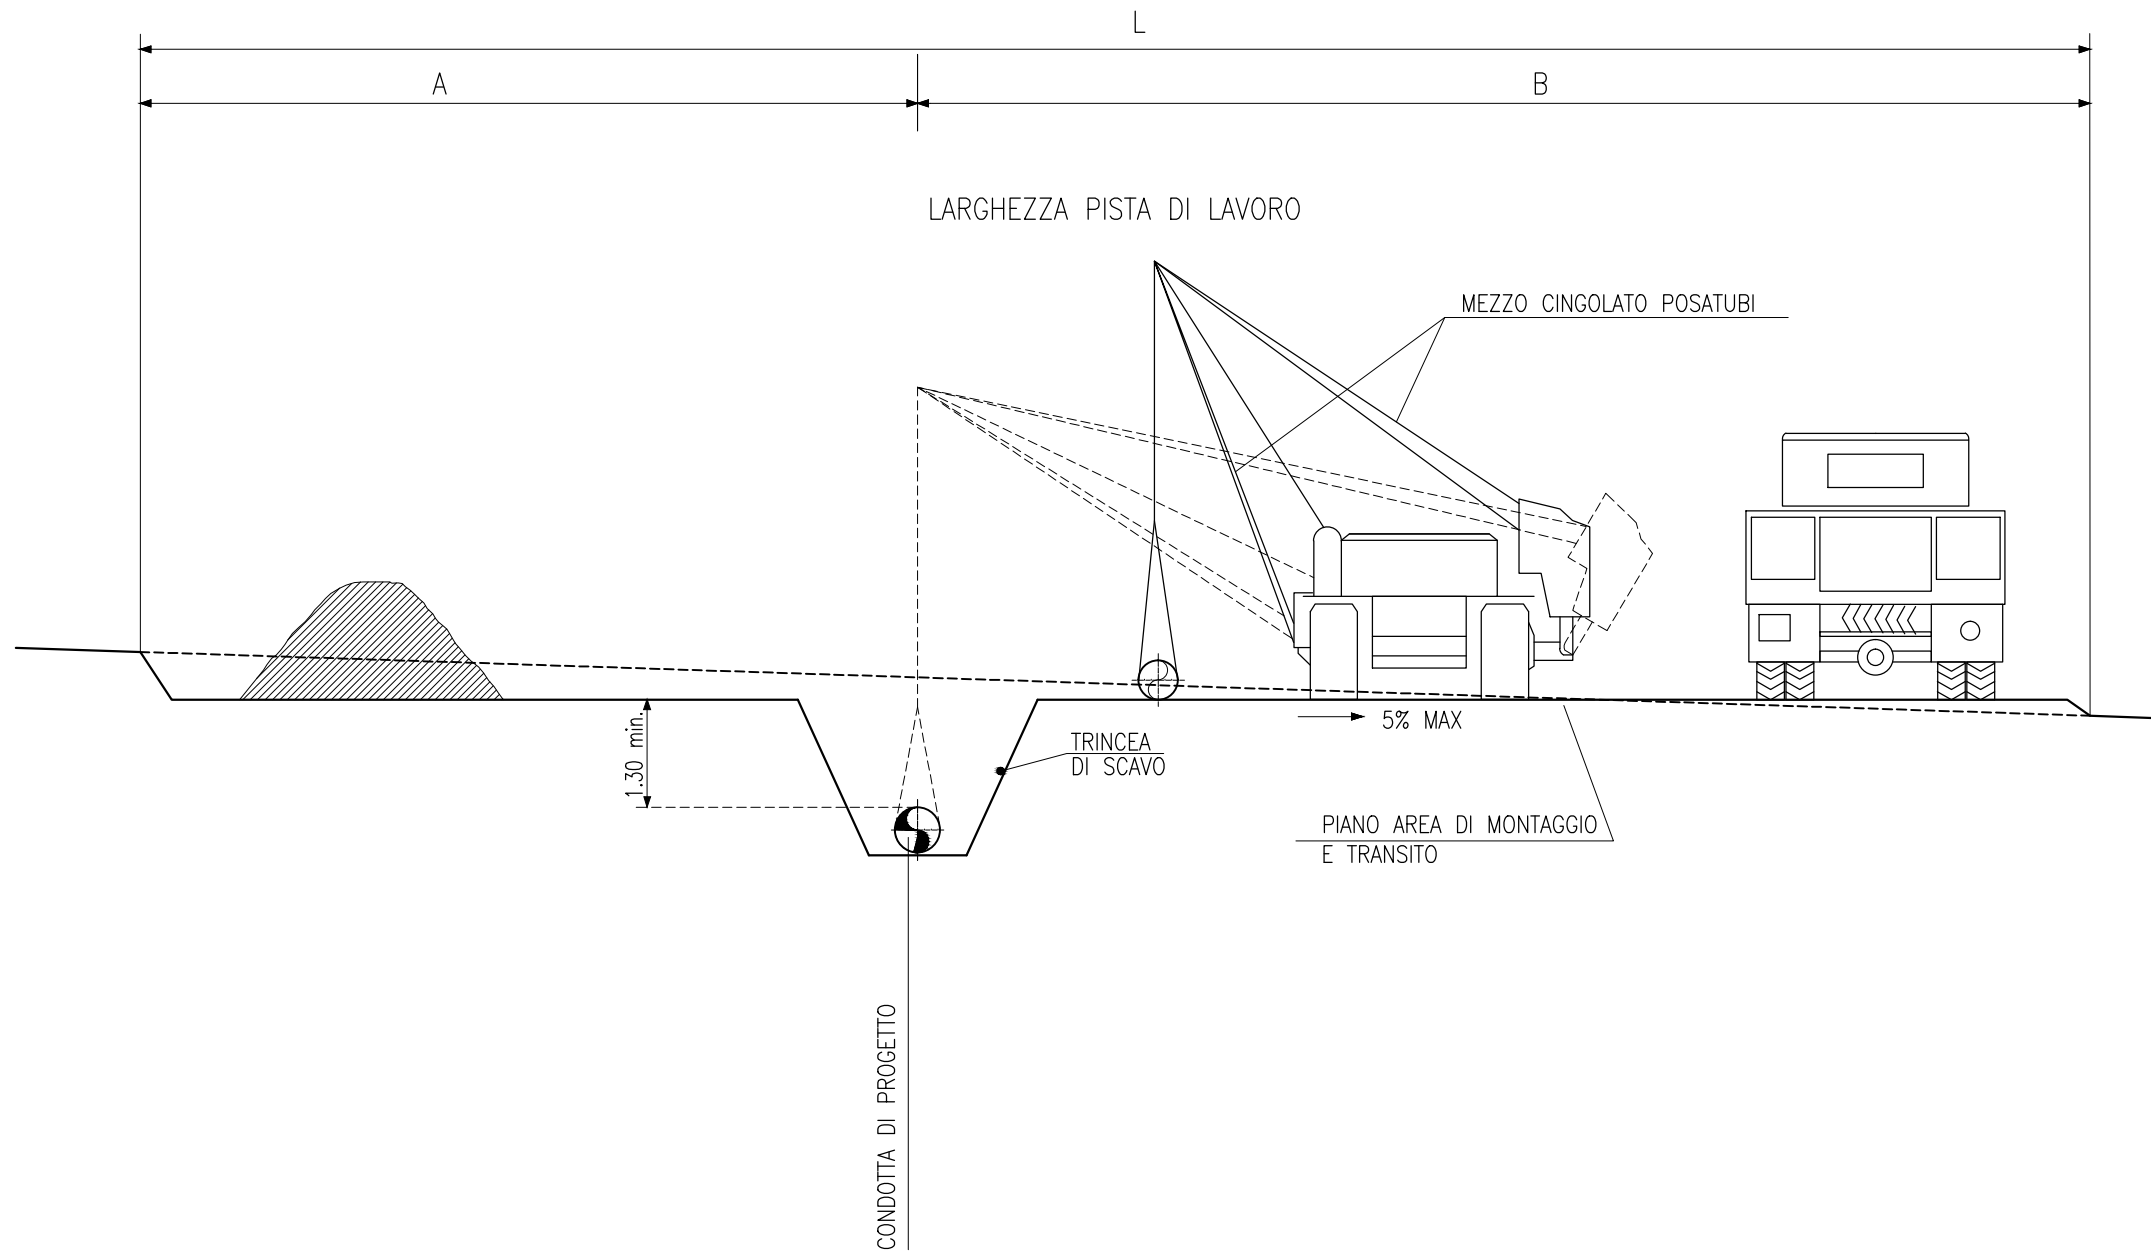 L
A
B
LARGHEZZA PISTA DI LAVORO
MEZZO CINGOLATO POSATUBI
1.30 min.
5% MAX
TRINCEA
DI SCAVO
PIANO AREA DI MONTAGGIO
E TRANSITO
CONDOTTA DI PROGETTO